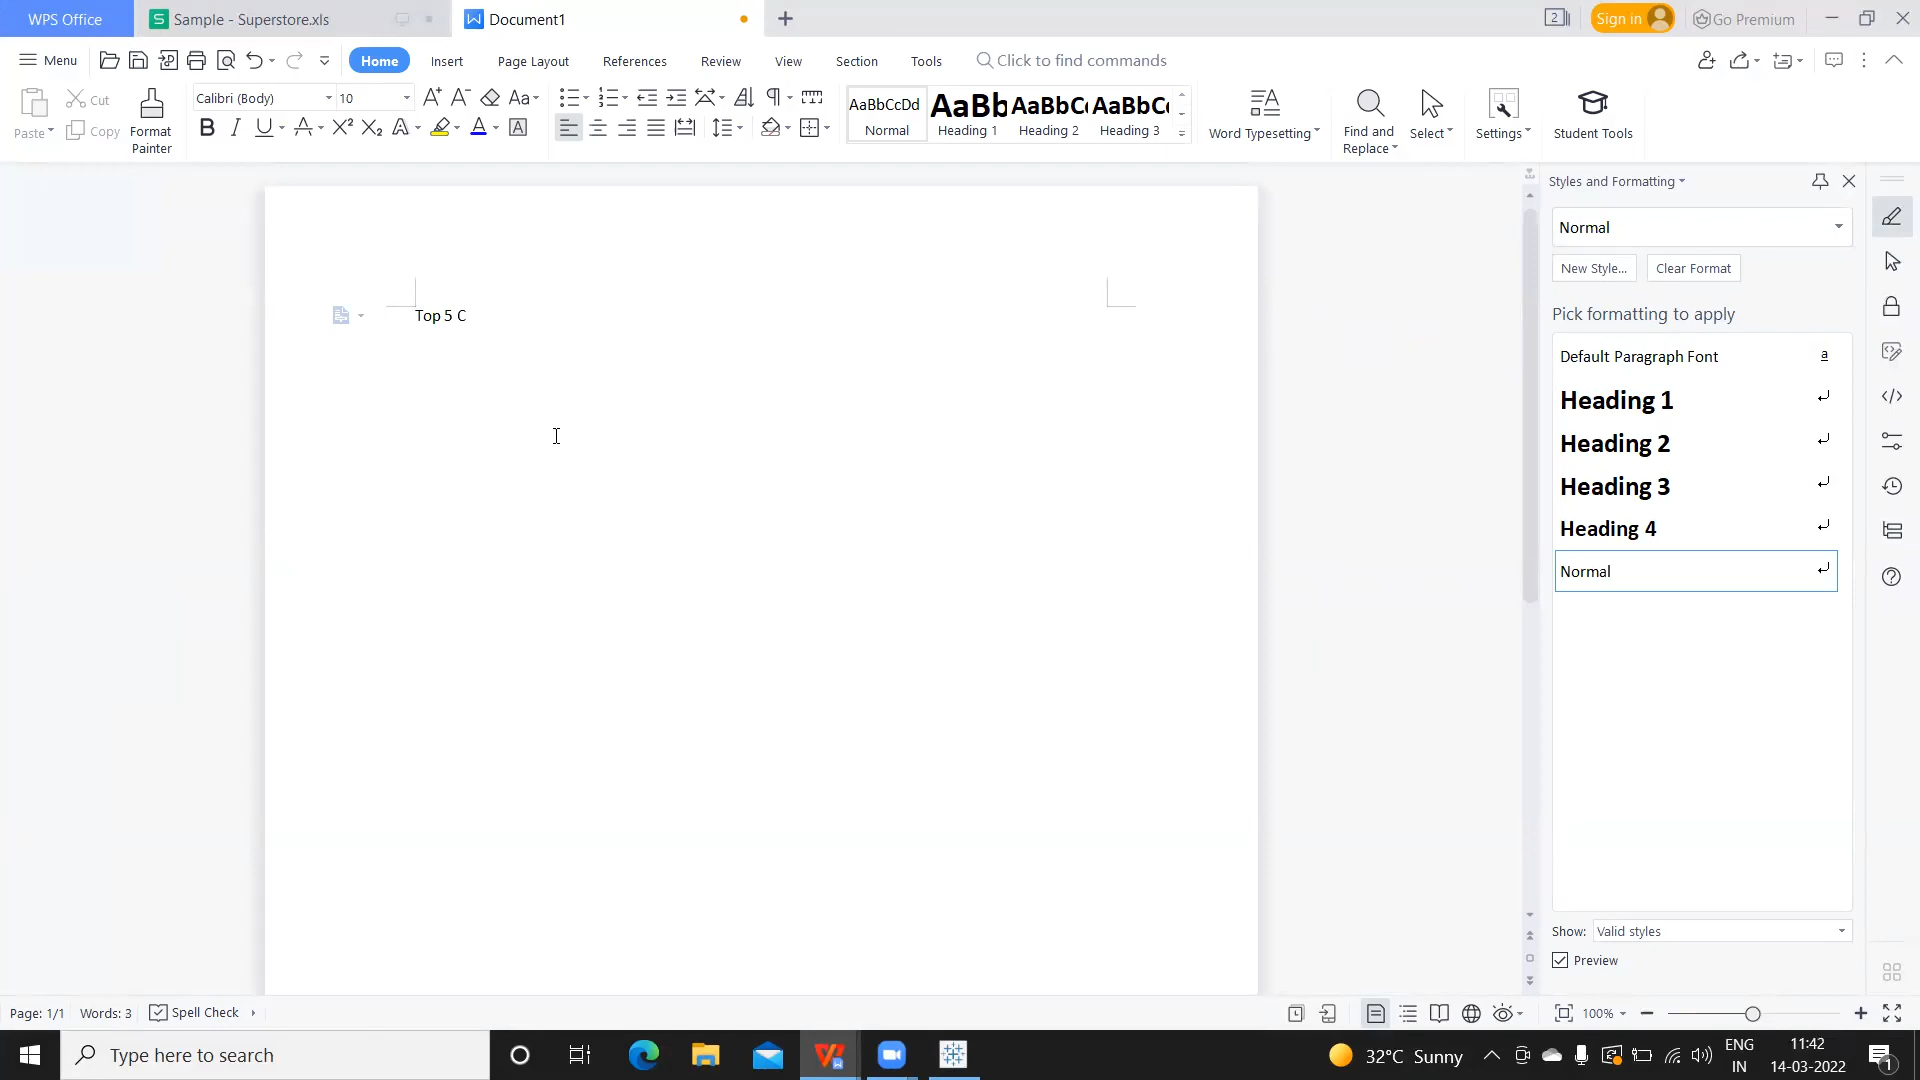 WPS Office
Sample - Superstore.xls
Document1
2
Sign in
Go Premium
Menu
Home
Insert
Page Layout
References
Review
View
Section
Tools
Click to find commands
Paste
Cut
Copy
Format
Painter
Calibri (Body)
10
AaBbCcDd
Normal
AaBb
Heading 1
AaBbC
Heading 2
AaBbC
Heading 3
Word Typesetting
Find and
Replace
Select
Settings
Student Tools
Top 5 C
Styles and Formatting
Normal
New Style...
Clear Format
Pick formatting to apply
Default Paragraph Font
a
Heading 1
Heading 2
Heading 3
Heading 4
Normal
Show:
Valid styles
Preview
Page: 1/1
Words: 3
Spell Check
100%
Type here to search
32°C Sunny
ENG
IN
11:42
14-03-2022
1